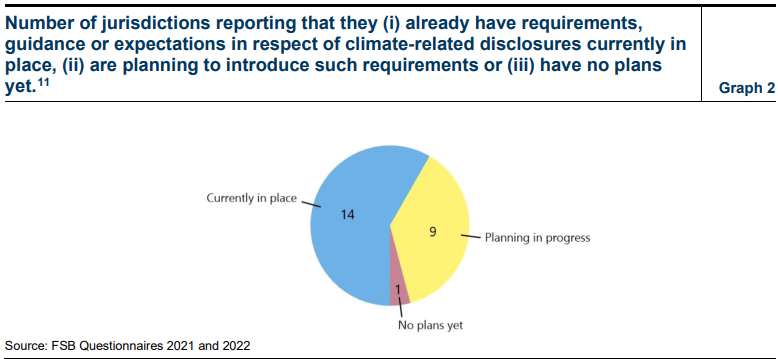 Number of jurisdictions reporting that they (i) already have requirements,
guidance or expectations in respect of climate-related disclosures currently in
place, (ii) are planning to introduce such requirements or (iii) have no plans
yet.11
Graph 2
Currently in place
14
9
Planning in progress
1
No plans yet
Source: FSB Questionnaires 2021 and 2022